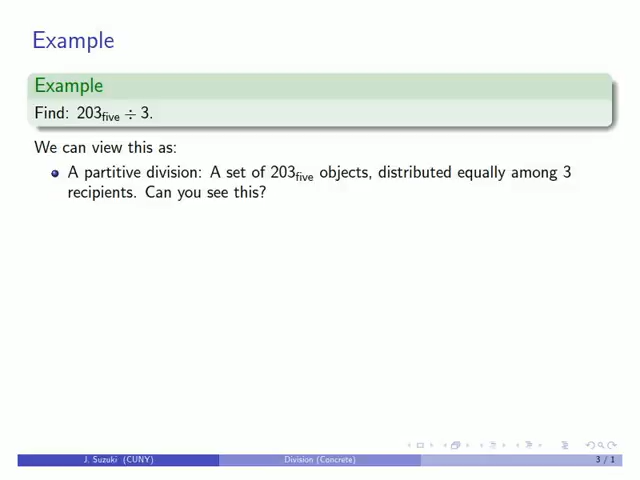 Example
Example
Find: 203five ÷ 3.
We can view this as:
A partitive division: A set of 203five objects, distributed equally among 3
recipients. Can you see this?
J. Suzuki (CUNY) Division (Concrete) 3 / 1